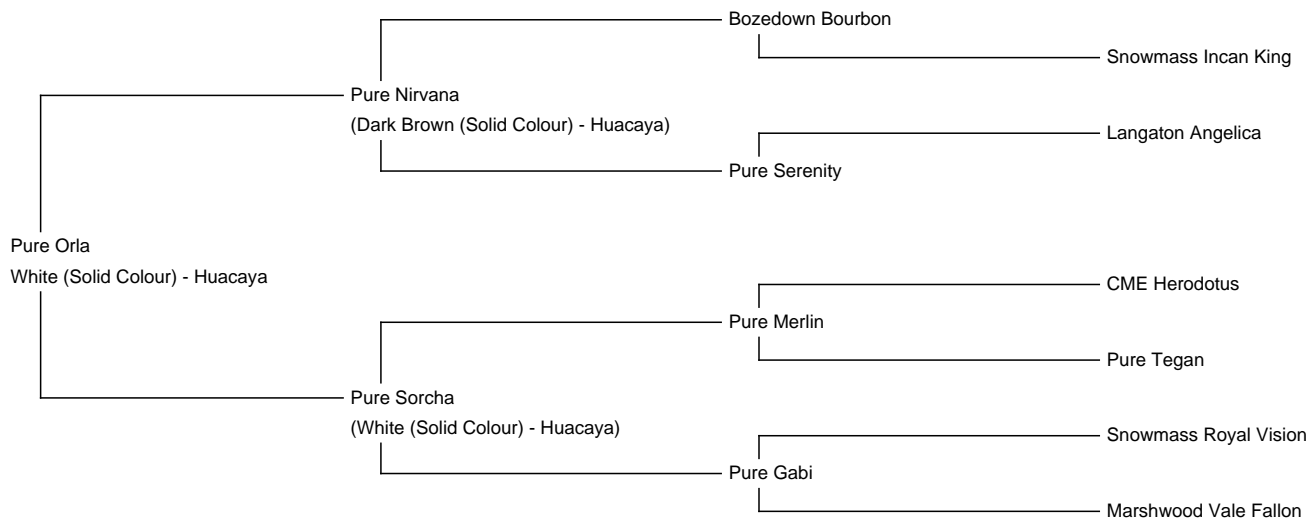 Bozedown Bourbon
Snowmass Incan King
Pure Nirvana
(Dark Brown (Solid Colour) - Huacaya)
Langaton Angelica
Pure Serenity
Pure Orla
White (Solid Colour) - Huacaya
CME Herodotus
Pure Merlin
Pure Tegan
Pure Sorcha
(White (Solid Colour) - Huacaya)
Snowmass Royal Vision
Pure Gabi
Marshwood Vale Fallon